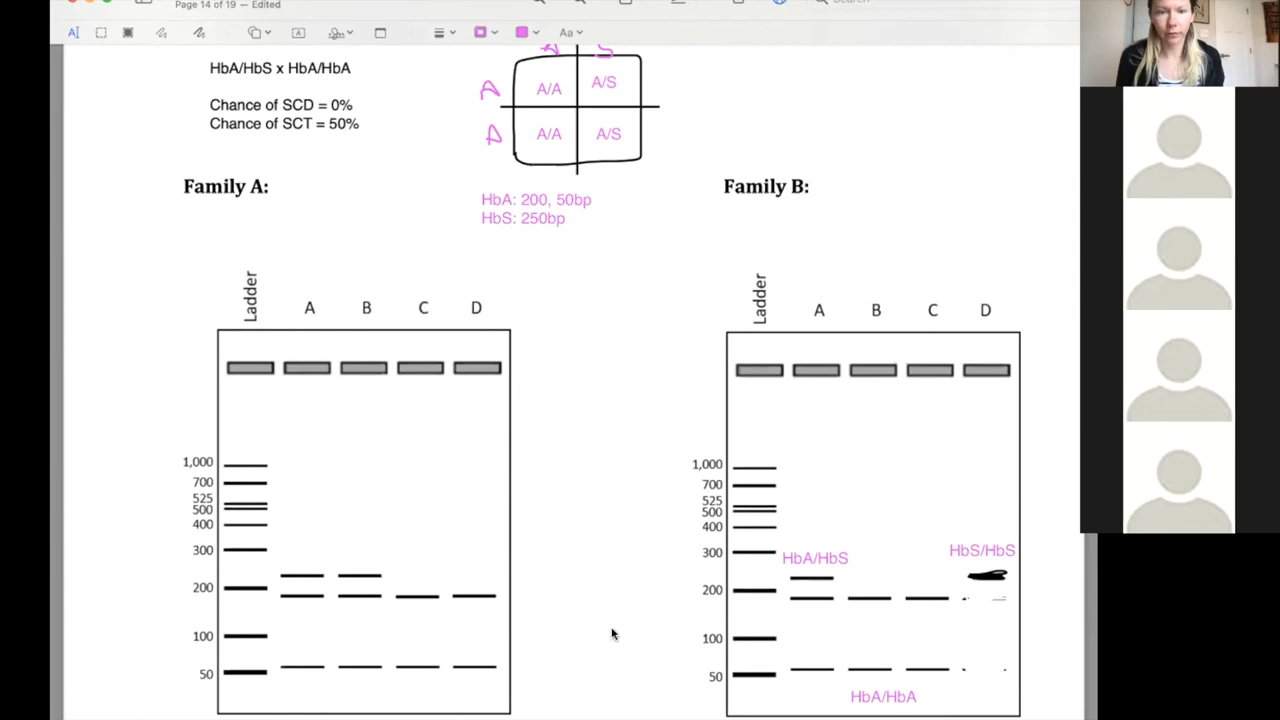 Page 14 of 19 — Edited
Search
Aa
HbA/HbS x HbA/HbA
Chance of SCD = 0%
Chance of SCT = 50%
A S
A A/A A/S
A A/A A/S
Family A:
HbA: 200, 50bp
HbS: 250bp
Ladder A B C D
1,000
700
525
500
400
300
200
100
50
Family B:
Ladder A B C D
1,000
700
525
500
400
300
200
100
50
HbA/HbS
HbS/HbS
HbA/HbA